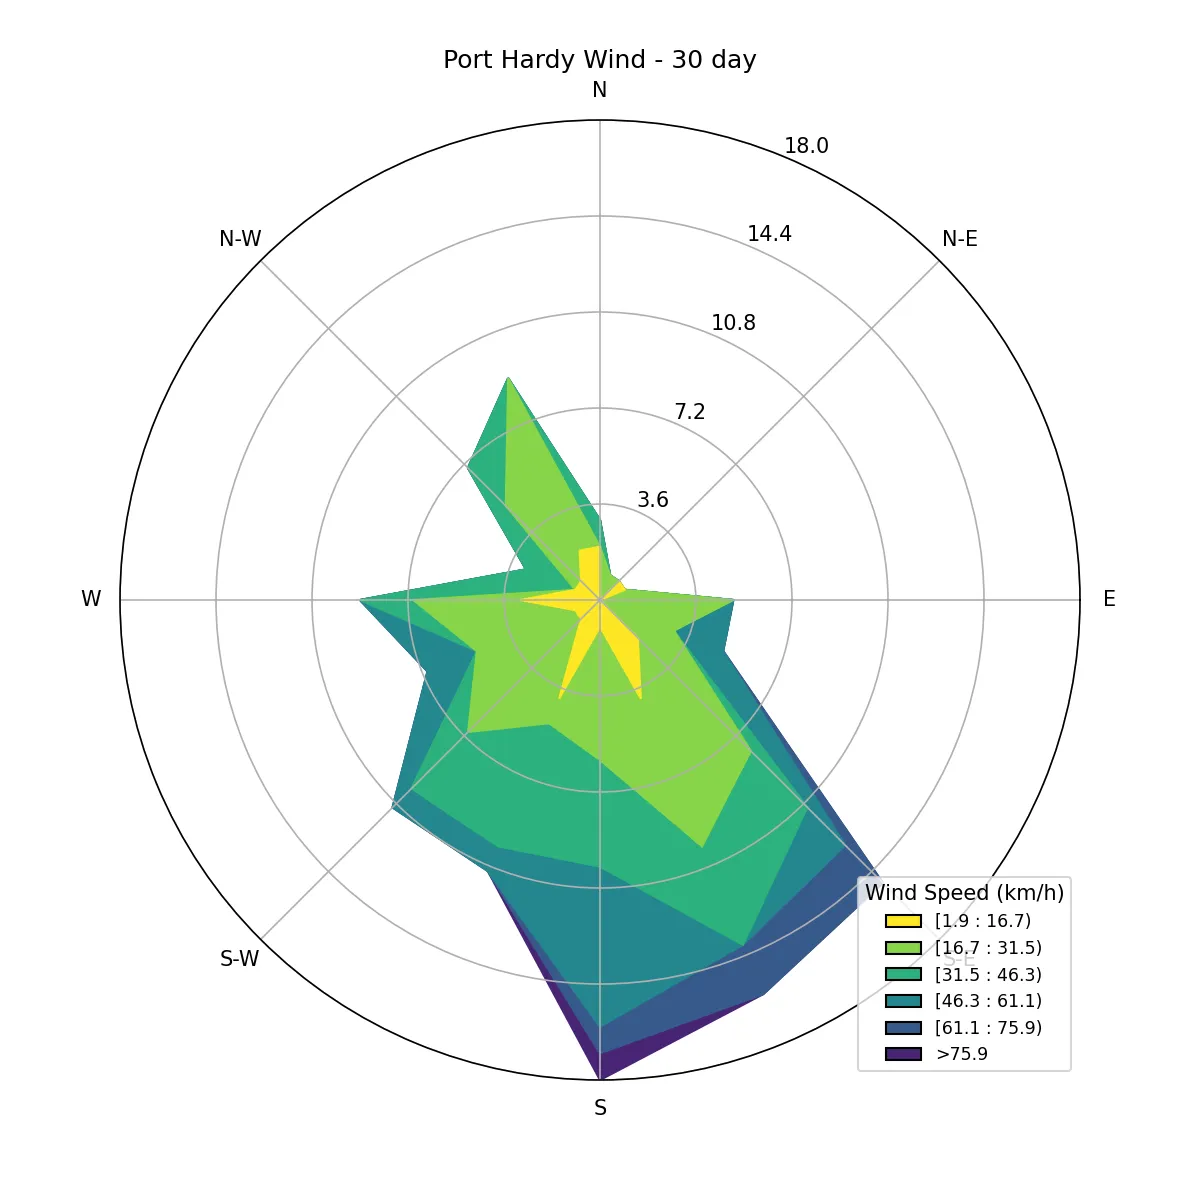 Port Hardy Wind - 30 day
N
18.0
14.4
N-W
N-E
10.8
7.2
3.6
W
E
Wind Speed (km/h)
[1.9 : 16.7)
[16.7 : 31.5)
S-W
S-E
[31.5 : 46.3)
[46.3 : 61.1)
[61.1 : 75.9)
>75.9
S